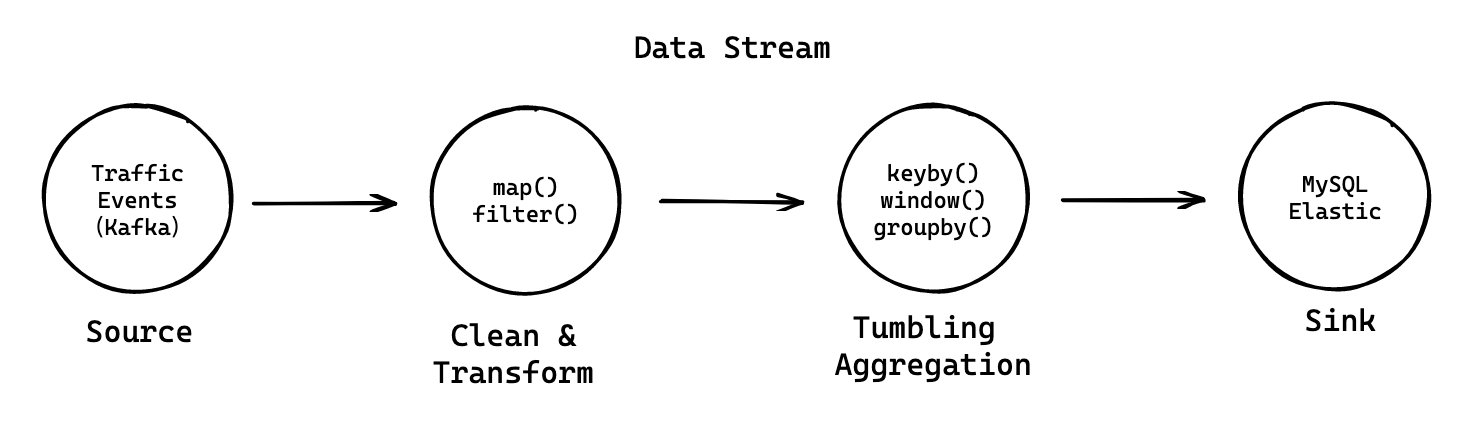 Data Stream
Traffic
Events
(Kafka)
Source
map()
filter()
Clean &
Transform
keyby()
window()
groupby()
Tumbling
Aggregation
MySQL
Elastic
Sink